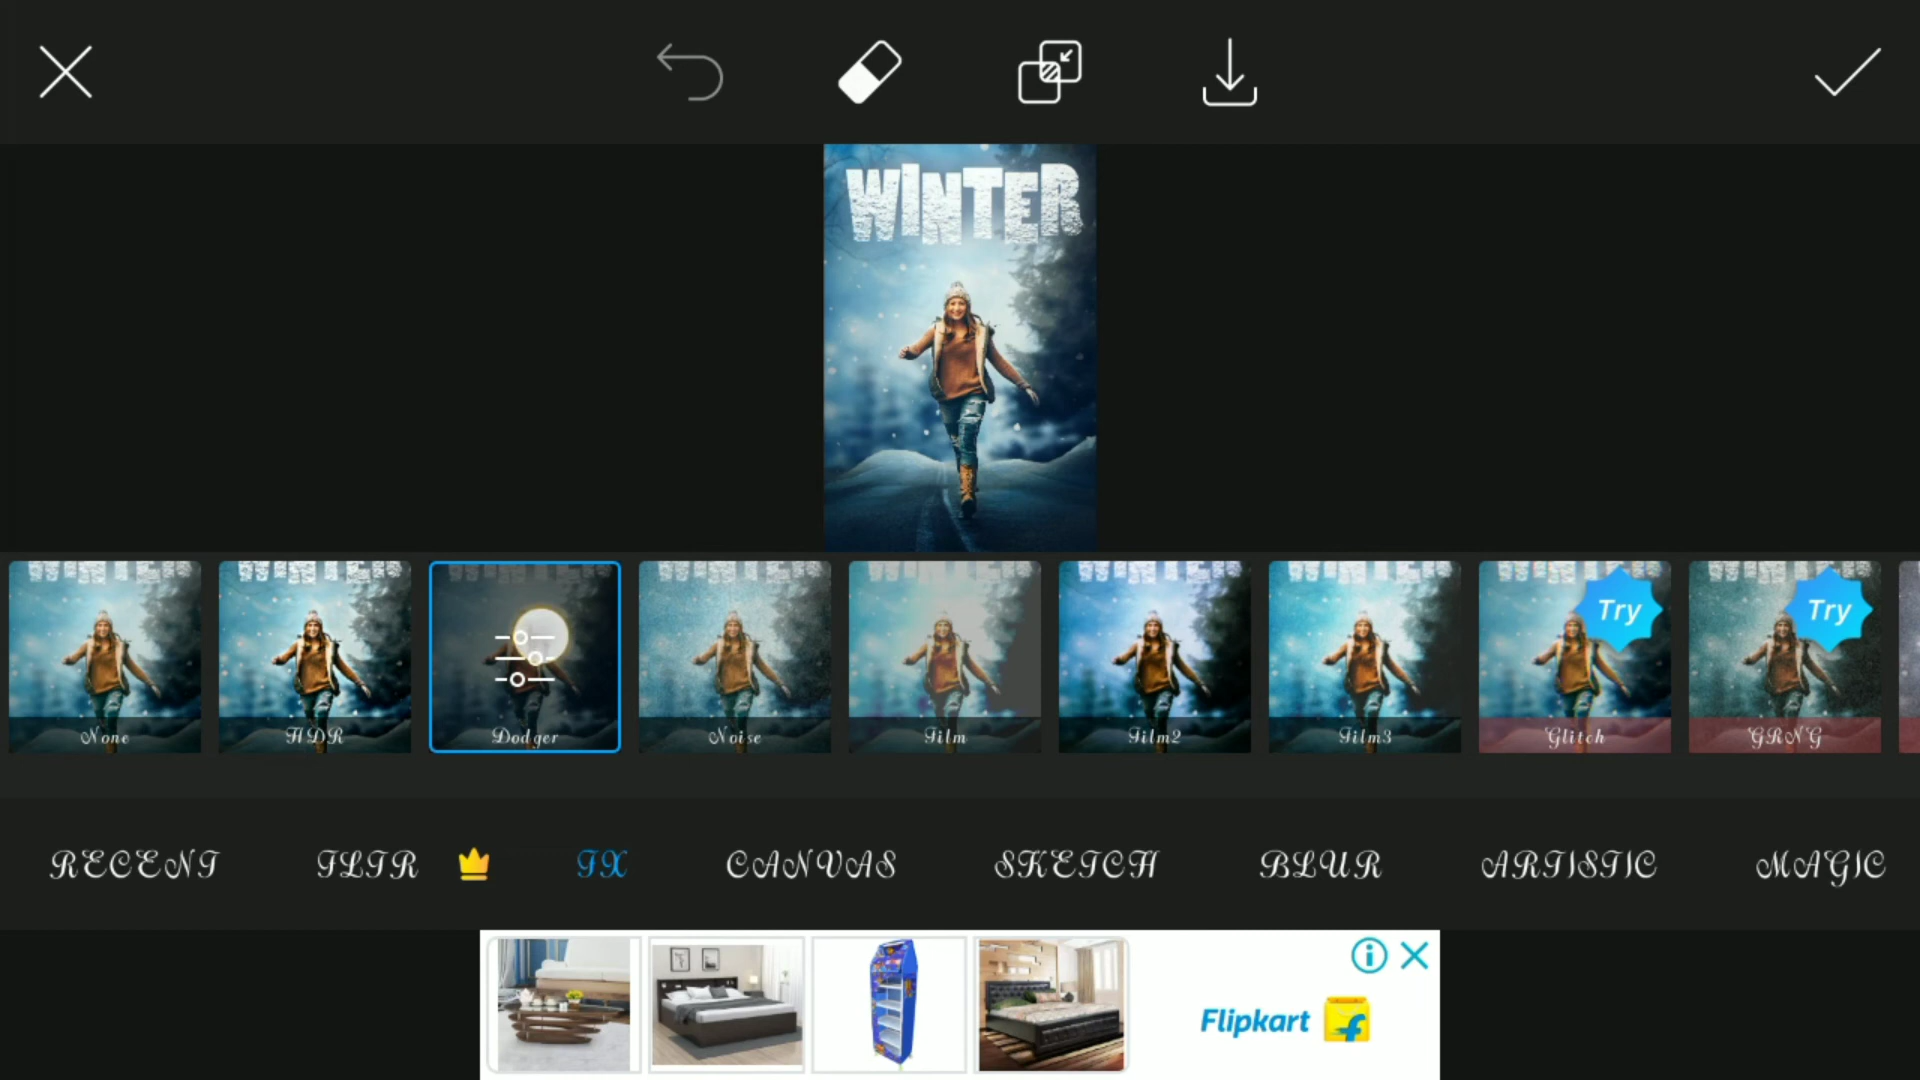 WINTER
None
HDR
Dodger
Noise
Film
Film2
Film3
Try
Glitch
Try
GRNG
RECENT
FLTR
FX
CANVAS
SKETCH
BLUR
ARTISTIC
MAGIC
Flipkart